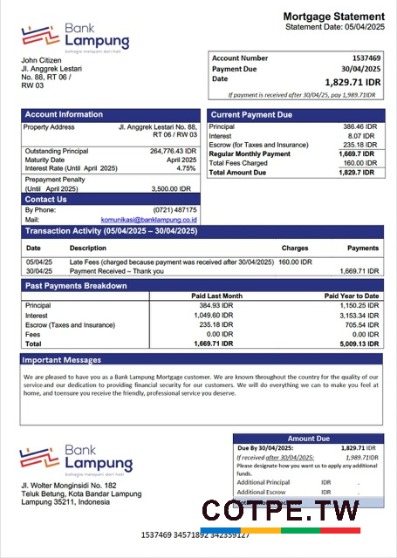 Bank
Lampung
bahagia melayani dari hati
Mortgage Statement
Statement Date: 05/04/2025
John Citizen
Jl. Anggrek Lestari
No. 88, RT 06 /
RW 03
Account Number 1537469
Payment Due 30/04/2025
Date
1,829.71 IDR
If payment is received after 30/04/25, pay 1,989.71IDR.
Account Information
Property Address Jl. Anggrek Lestari No. 88,
RT 06 / RW 03
Outstanding Principal 264,776.43 IDR
Maturity Date April 2025
Interest Rate (Until April 2025) 4.75%
Prepayment Penalty
(Until April 2025) 3,500.00 IDR
Contact Us
By Phone: (0721) 487175
Mail: komunikasi@banklampung.co.id
Current Payment Due
Principal 386.46 IDR
Interest 8.07 IDR
Escrow (for Taxes and Insurance) 235.18 IDR
Regular Monthly Payment 1,669.7 IDR
Total Fees Charged 160.00 IDR
Total Amount Due 1,829.7 IDR
Transaction Activity (05/04/2025 – 30/04/2025)
Date Description Charges Payments
05/04/25 Late Fees (charged because payment was received after 30/04/2025) 160.00 IDR
30/04/25 Payment Received – Thank you 1,669.71 IDR
Past Payments Breakdown
Paid Last Month Paid Year to Date
Principal 384.93 IDR 1,150.25 IDR
Interest 1,049.60 IDR 3,153.34 IDR
Escrow (Taxes and Insurance) 235.18 IDR 705.54 IDR
Fees 0.00 IDR 0.00 IDR
Total 1,669.71 IDR 5,009.13 IDR
Important Messages
We are pleased to have you as a Bank Lampung Mortgage customer. We are known throughout the country for the quality of our
service and our dedication to providing financial security for our customers. We will do everything we can to make you feel at
home, and toensure you receive the friendly, professional service you deserve.
Bank
Lampung
bahagia melayani dari hati
Jl. Wolter Monginsidi No. 182
Teluk Betung, Kota Bandar Lampung
Lampung 35211, Indonesia
Amount Due
Due By 30/04/2025: 1,829.71 IDR
If received after 30/04/2025: 1,989.71IDR
Please designate how you want us to apply any additional
funds.
Additional Principal IDR .
Additional Escrow IDR .
COTPE.TW
1537469 34571892 342359127